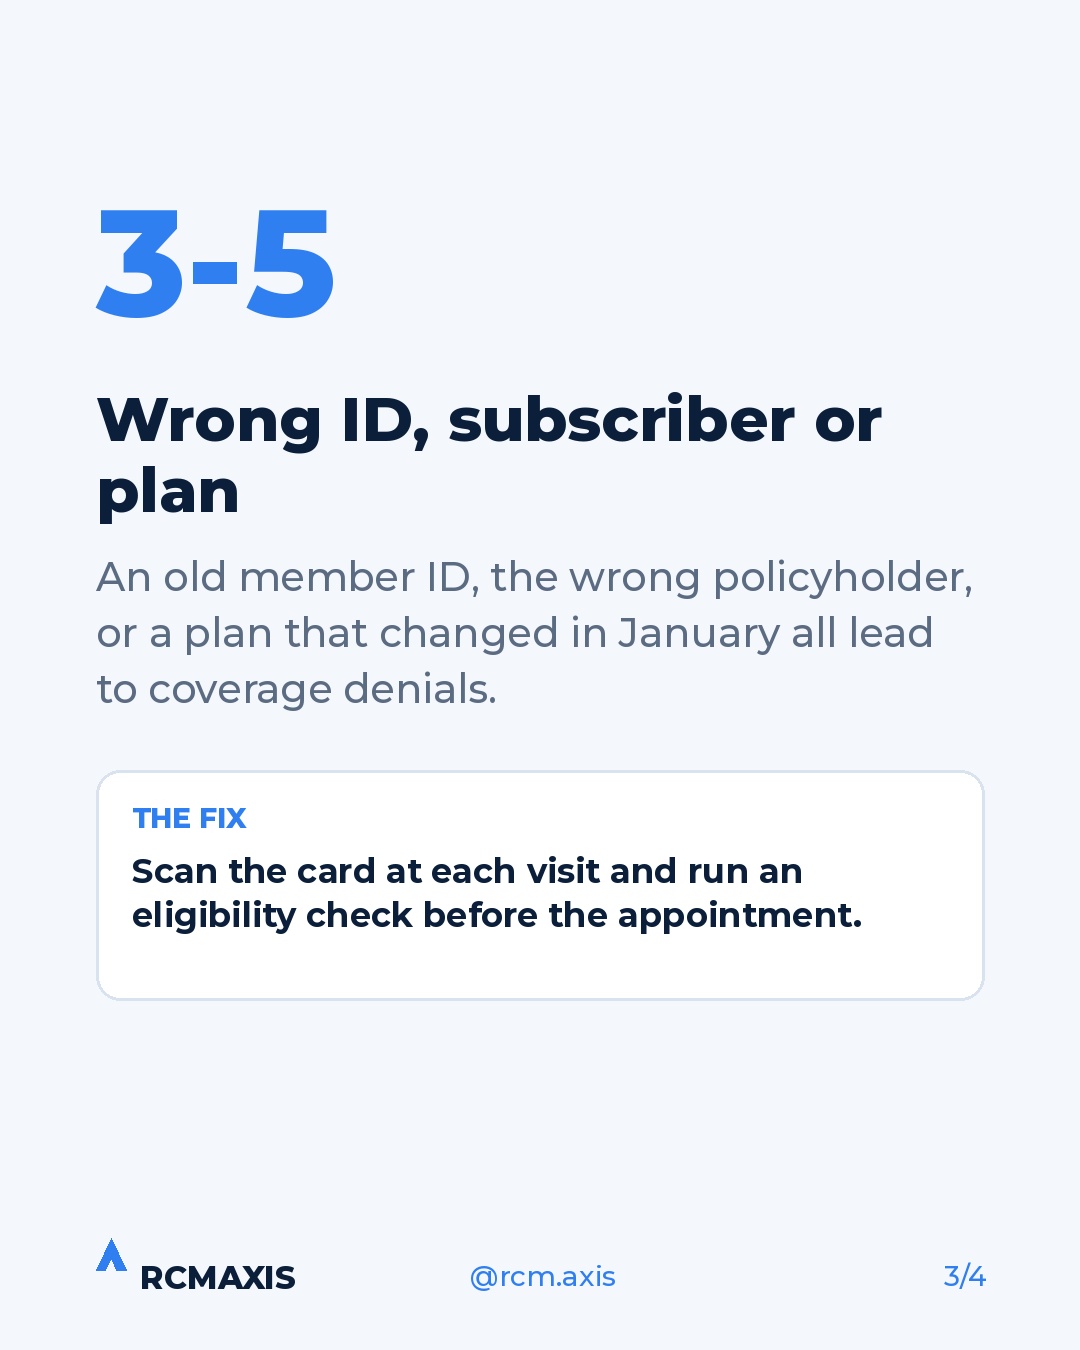 3-5
Wrong ID, subscriber or
plan
An old member ID, the wrong policyholder,
or a plan that changed in January all lead
to coverage denials.
THE FIX
Scan the card at each visit and run an
eligibility check before the appointment.
RCMAXIS
@rcm.axis
3/4